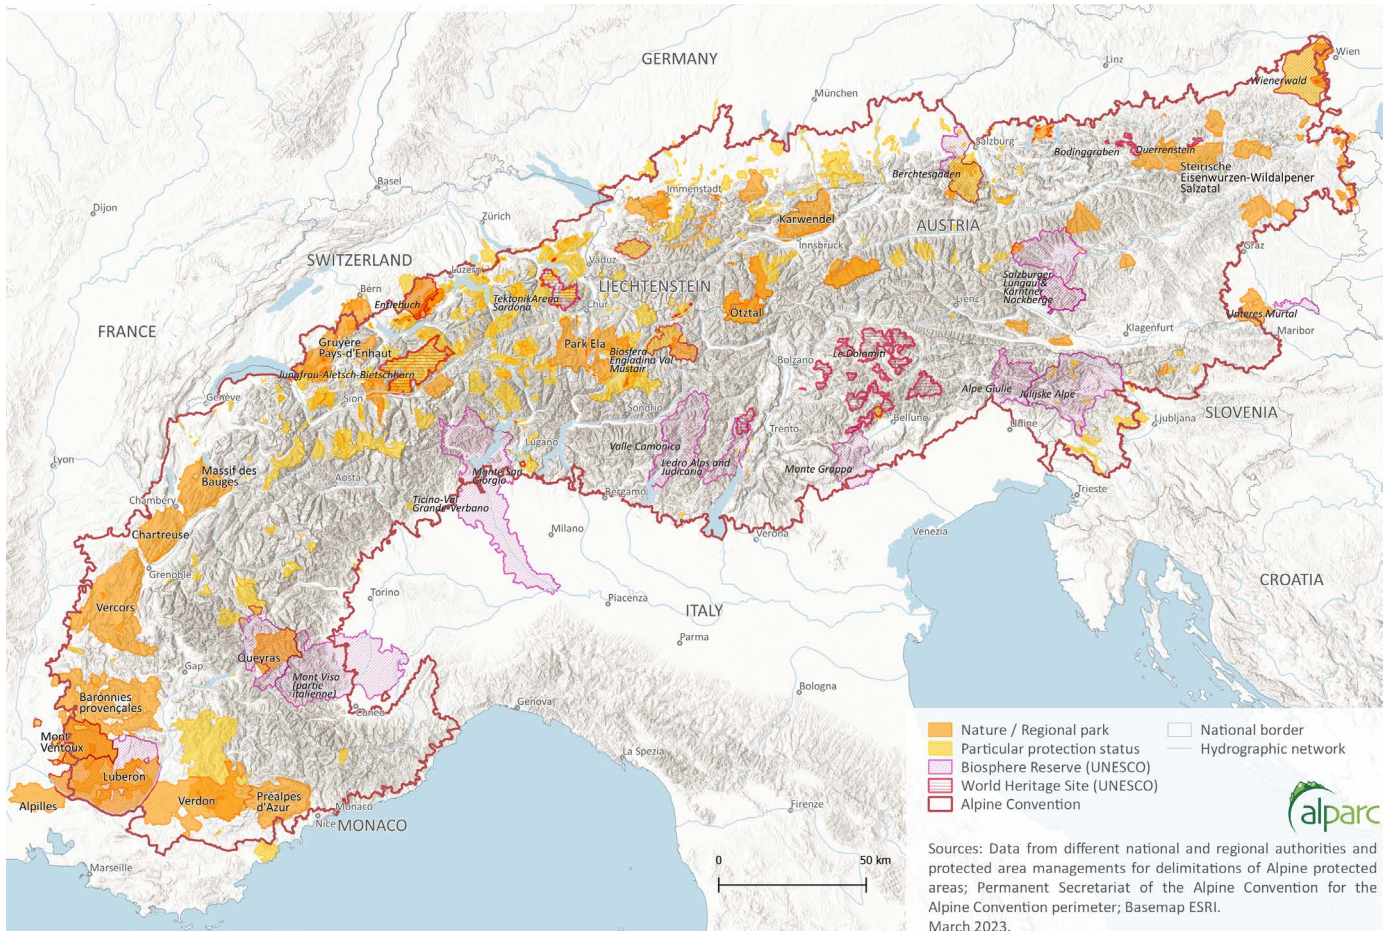 GERMANY
Linz
Wien
Wienerwald
München
Salzburg
Bodinggraben
Duerrenstein
Steirische
Eisenwurzen-Wildalpener
Salzatal
Berchtesgaden
Basel
Dijon
Immenstadt
Karwendel
AUSTRIA
Zürich
Innsbruck
Graz
SWITZERLAND
Luzern
Vaduz
LIECHTENSTEIN
Bern
Entlebuch
TektonikArena
Sardona
Chur
Ötztal
Salzburger
Lungau &
Kärntner
Nockberge
Lienz
Unteres Murtal
Klagenfurt
Maribor
FRANCE
Gruyère
Pays-d'Enhaut
Park Ela
Biosfera
Engiadina Val
Müstair
Bolzano
Le Dolomiti
Jungfrau-Aletsch-Bietschhorn
Genève
Sion
Sondrio
Alpe Giulie
Julijske Alpe
SLOVENIA
Belluno
Udine
Ljubljana
Lugano
Valle Camonica
Trento
Ledro Alps and
Judicaria
Monte Grappa
Lyon
Massif des
Bauges
Aosta
Monte San
Giorgio
Ticino-Val
Grande-Verbano
Bergamo
Trieste
Chambéry
Chartreuse
Milano
Verona
Venezia
Grenoble
CROATIA
Vercors
Torino
Piacenza
ITALY
Parma
Queyras
Gap
Mont Viso
(partie
italienne)
Bologna
Baronnies
provençales
Cuneo
Genova
Mont
Ventoux
La Spezia
Luberon
Alpilles
Verdon
Préalpes
d'Azur
Monaco
Nice
MONACO
Firenze
Marseille
0 50 km
Nature / Regional park
Particular protection status
Biosphere Reserve (UNESCO)
World Heritage Site (UNESCO)
Alpine Convention
National border
Hydrographic network
alparc
Sources: Data from different national and regional authorities and
protected area managements for delimitations of Alpine protected
areas; Permanent Secretariat of the Alpine Convention for the
Alpine Convention perimeter; Basemap ESRI.
March 2023.